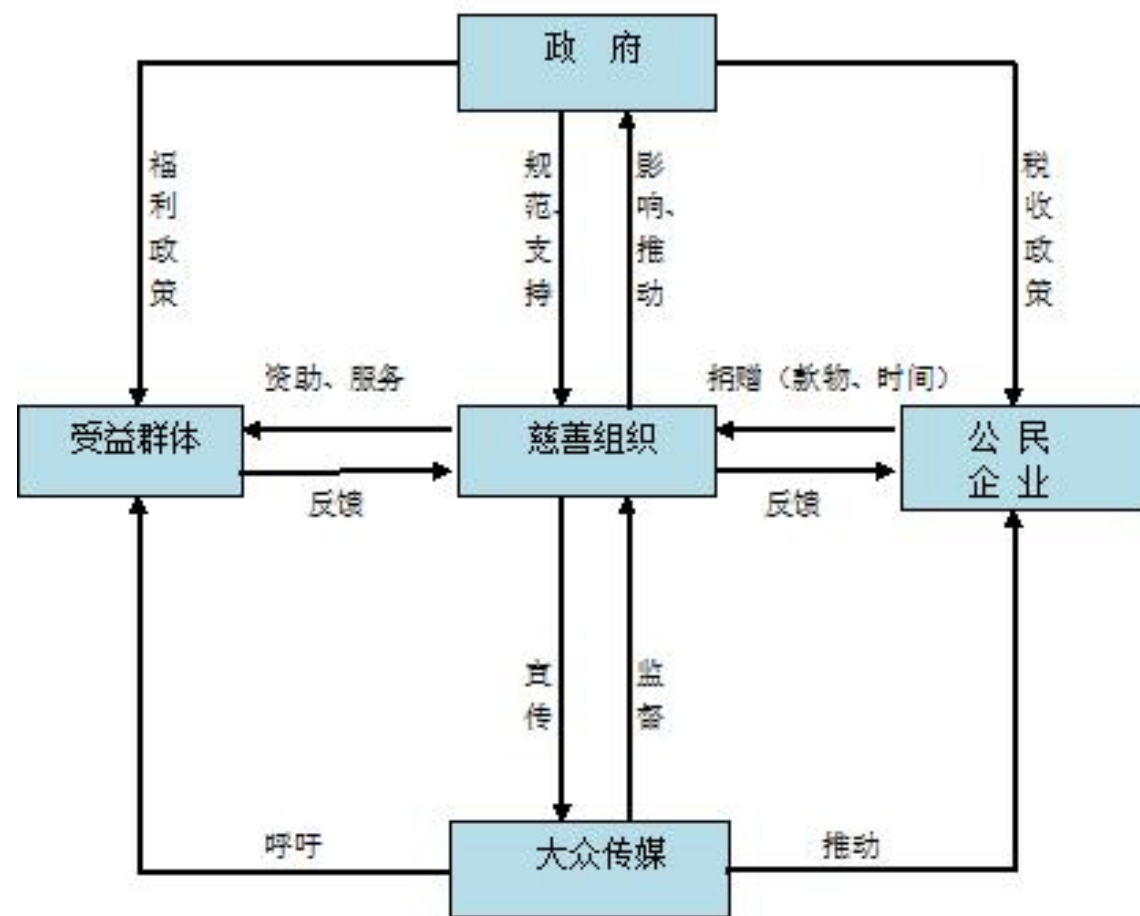 政 府
福利政策
规范、支持
影响、推动
税收政策
资助、服务
捐赠（款物、时间）
受益群体
慈善组织
公 民
企 业
反馈
反馈
宣传
监督
呼吁
大众传媒
推动